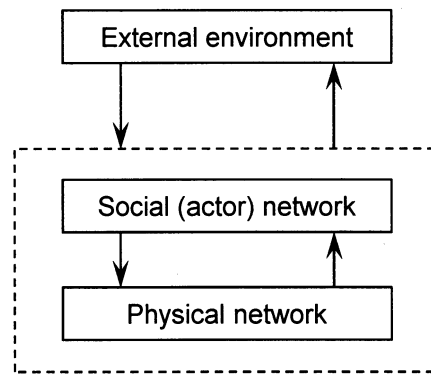 External environment
Social (actor) network
Physical network